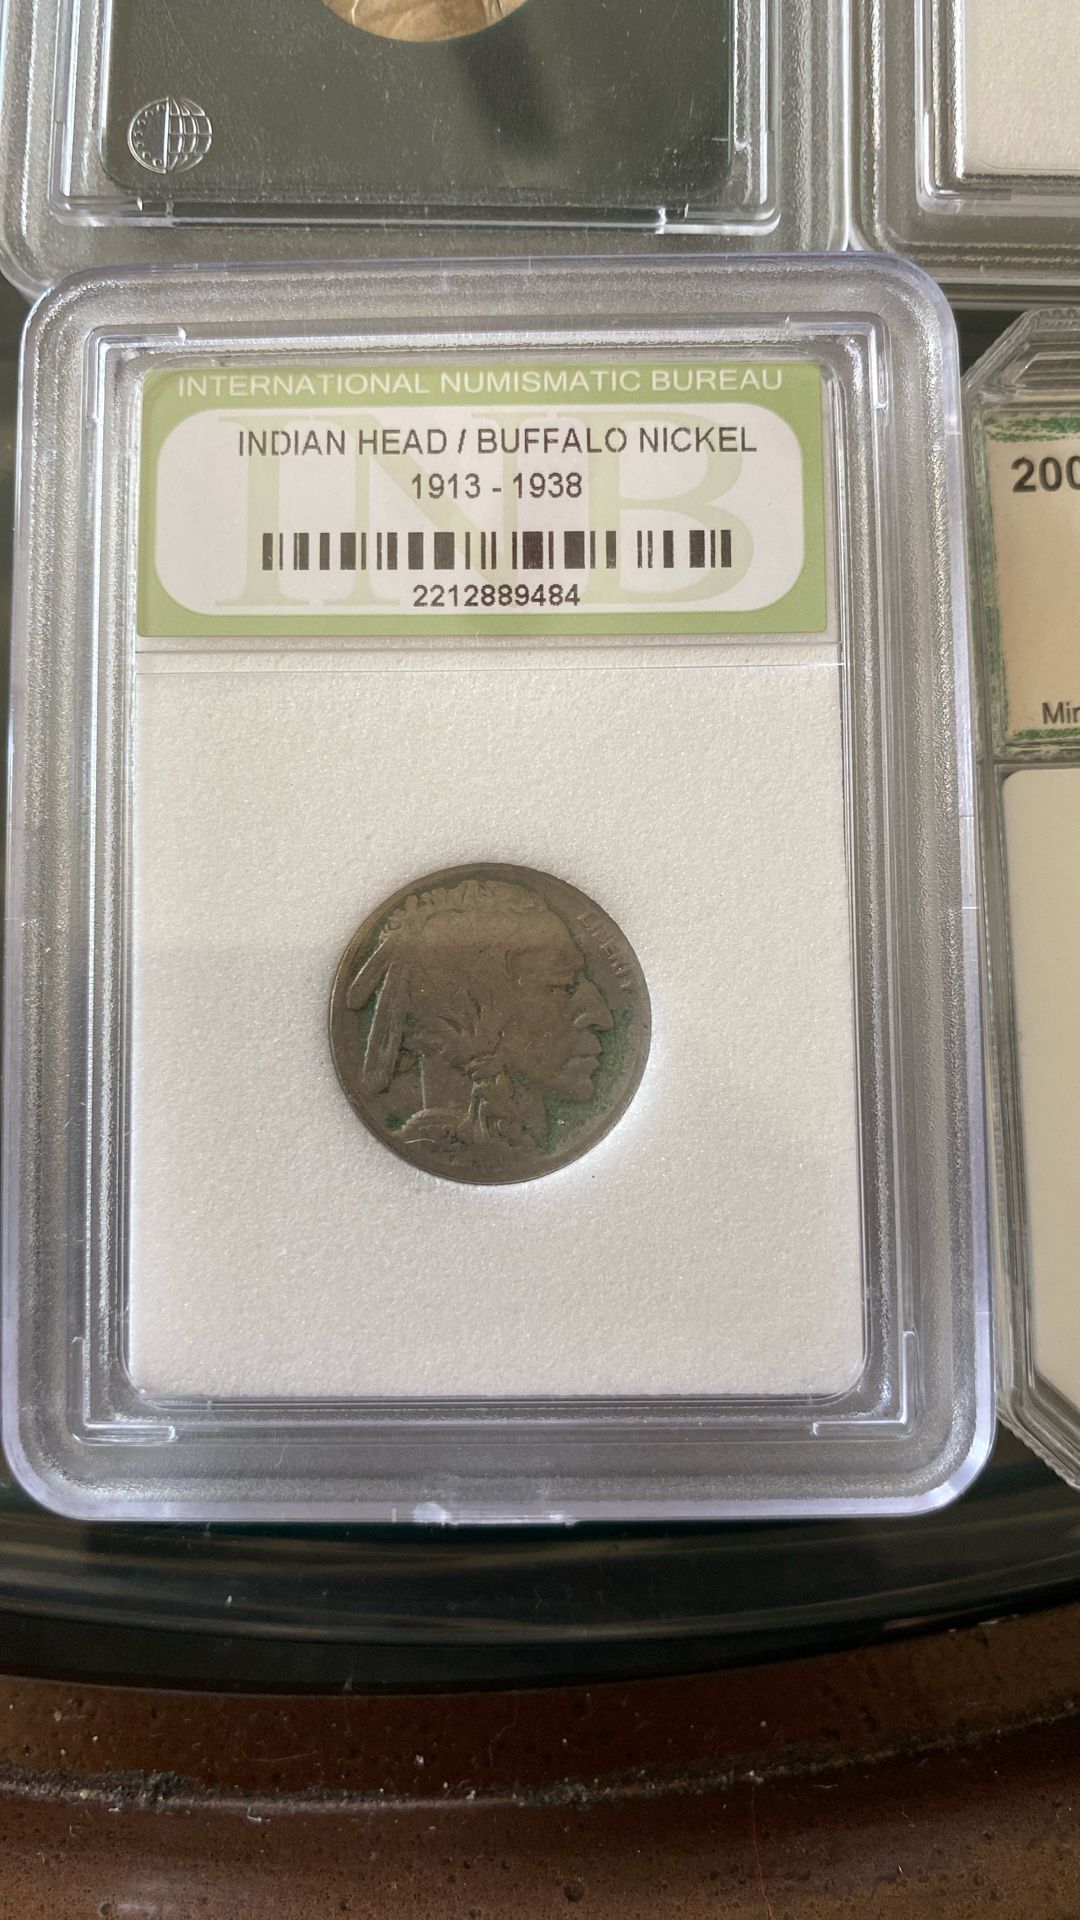 INTERNATIONAL NUMISMATIC BUREAU
INDIAN HEAD / BUFFALO NICKEL
1913 - 1938
INB
2212889484
LIBERTY
200
Min